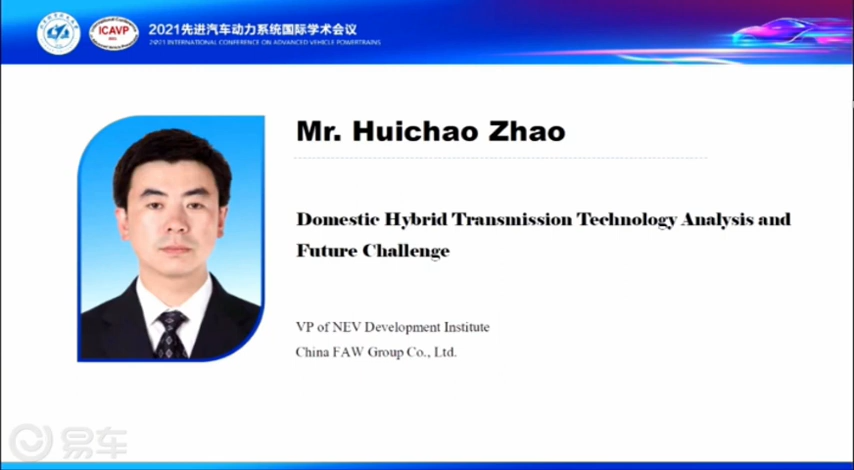 ICAVP
2021先进汽车动力系统国际学术会议
2021 INTERNATIONAL CONFERENCE ON ADVANCED VEHICLE POWERTRAINS
Mr. Huichao Zhao
Domestic Hybrid Transmission Technology Analysis and
Future Challenge
VP of NEV Development Institute
China FAW Group Co., Ltd.
易车